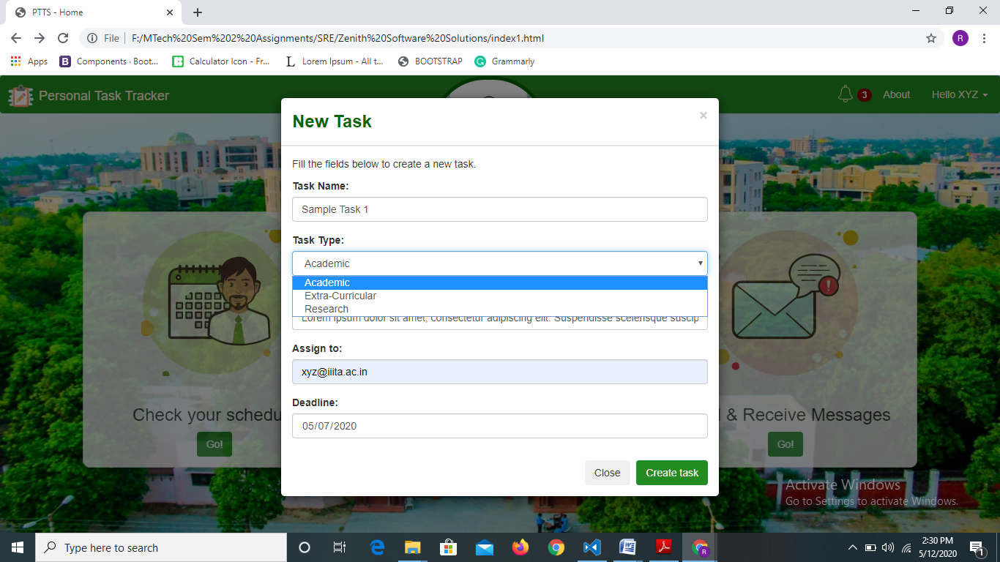 PTTS - Home
File
F:/MTech%20Sem%202%20Assignments/SRE/Zenith%20Software%20Solutions/index1.html
R
Apps
B Components · Boot...
Calculator Icon - Fr...
L Lorem Ipsum - All t...
BOOTSTRAP
Grammarly
Personal Task Tracker
3
About
Hello XYZ
New Task
×
Fill the fields below to create a new task.
Task Name:
Sample Task 1
Task Type:
Academic
Academic
Extra-Curricular
Research
Lorem ipsum dolor sit amet, consectetur adipiscing elit. Suspendisse scelerisque suscip
Assign to:
xyz@iiita.ac.in
Deadline:
05/07/2020
Close
Create task
Check your schedu
Go!
& Receive Messages
Go!
Activate Windows
Go to Settings to activate Windows.
Type here to search
R
2:30 PM
5/12/2020
1